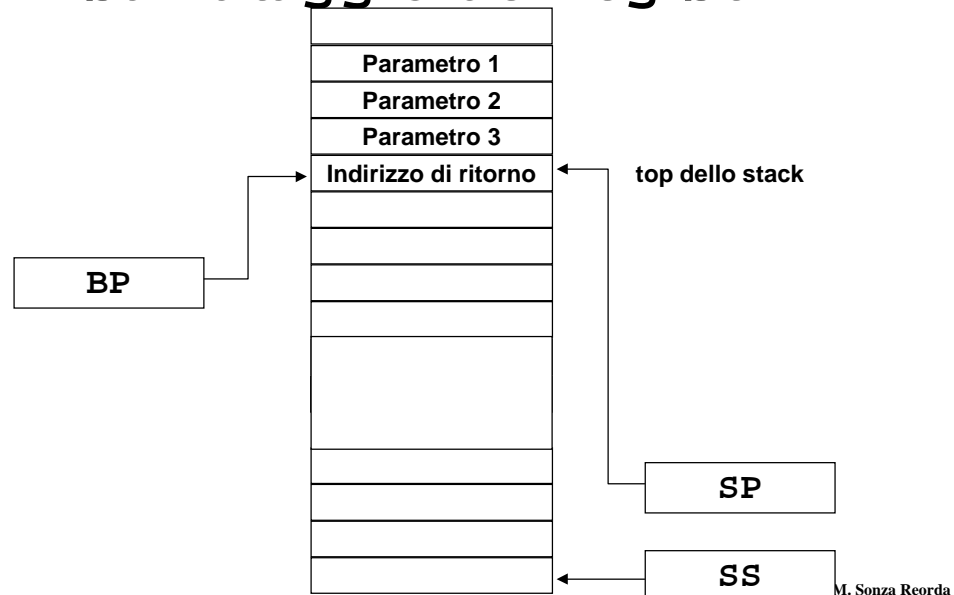 Parametro 1
Parametro 2
Parametro 3
Indirizzo di ritorno
top dello stack
BP
SP
SS
M. Sonza Reorda